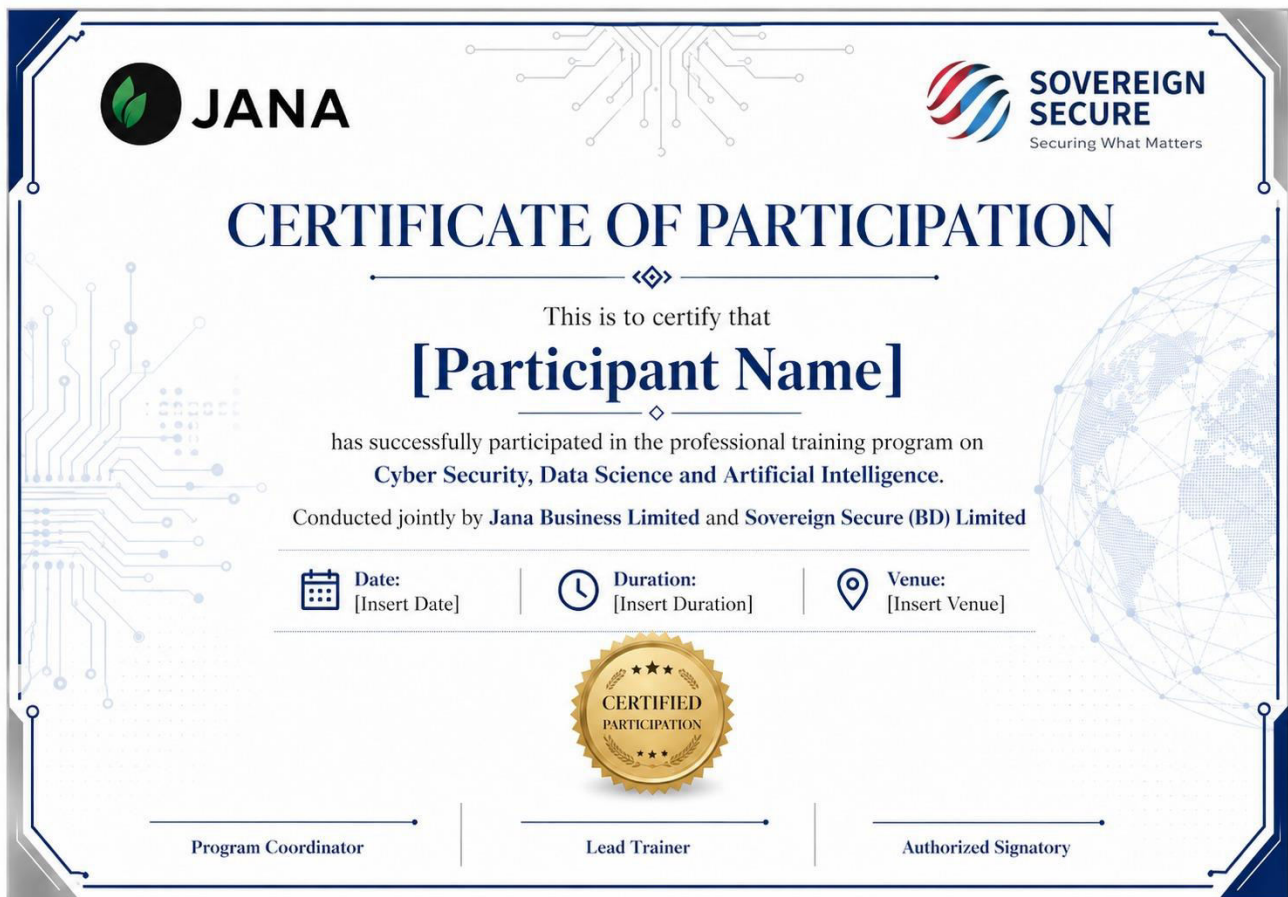 JANA
SOVEREIGN
SECURE
Securing What Matters
CERTIFICATE OF PARTICIPATION
This is to certify that
[Participant Name]
has successfully participated in the professional training program on
Cyber Security, Data Science and Artificial Intelligence.
Conducted jointly by Jana Business Limited and Sovereign Secure (BD) Limited
Date:
[Insert Date]
Duration:
[Insert Duration]
Venue:
[Insert Venue]
CERTIFIED
PARTICIPATION
Program Coordinator
Lead Trainer
Authorized Signatory